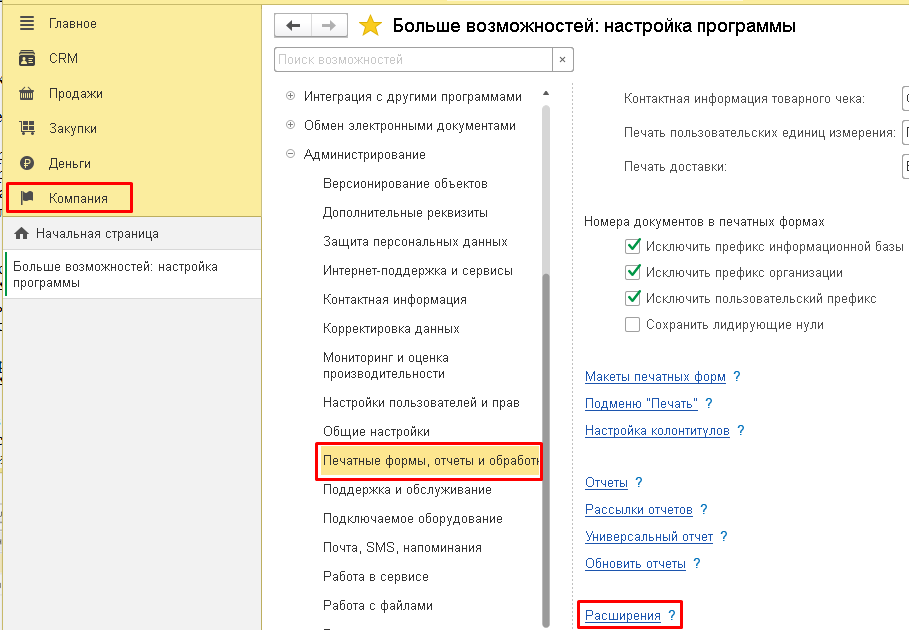 Главное
CRM
Продажи
Закупки
Деньги
Компания
Начальная страница
Больше возможностей: настройка
программы
Больше возможностей: настройка программы
Поиск возможностей
Интеграция с другими программами
Обмен электронными документами
Администрирование
Версионирование объектов
Дополнительные реквизиты
Защита персональных данных
Интернет-поддержка и сервисы
Контактная информация
Корректировка данных
Мониторинг и оценка
производительности
Настройки пользователей и прав
Общие настройки
Печатные формы, отчеты и обработ
Поддержка и обслуживание
Подключаемое оборудование
Почта, SMS, напоминания
Работа в сервисе
Работа с файлами
Контактная информация товарного чека:
Печать пользовательских единиц измерения:
Печать доставки:
Номера документов в печатных формах
Исключить префикс информационной базы
Исключить префикс организации
Исключить пользовательский префикс
Сохранить лидирующие нули
Макеты печатных форм ?
Подменю "Печать" ?
Настройка колонтитулов ?
Отчеты ?
Рассылки отчетов ?
Универсальный отчет ?
Обновить отчеты ?
Расширения ?